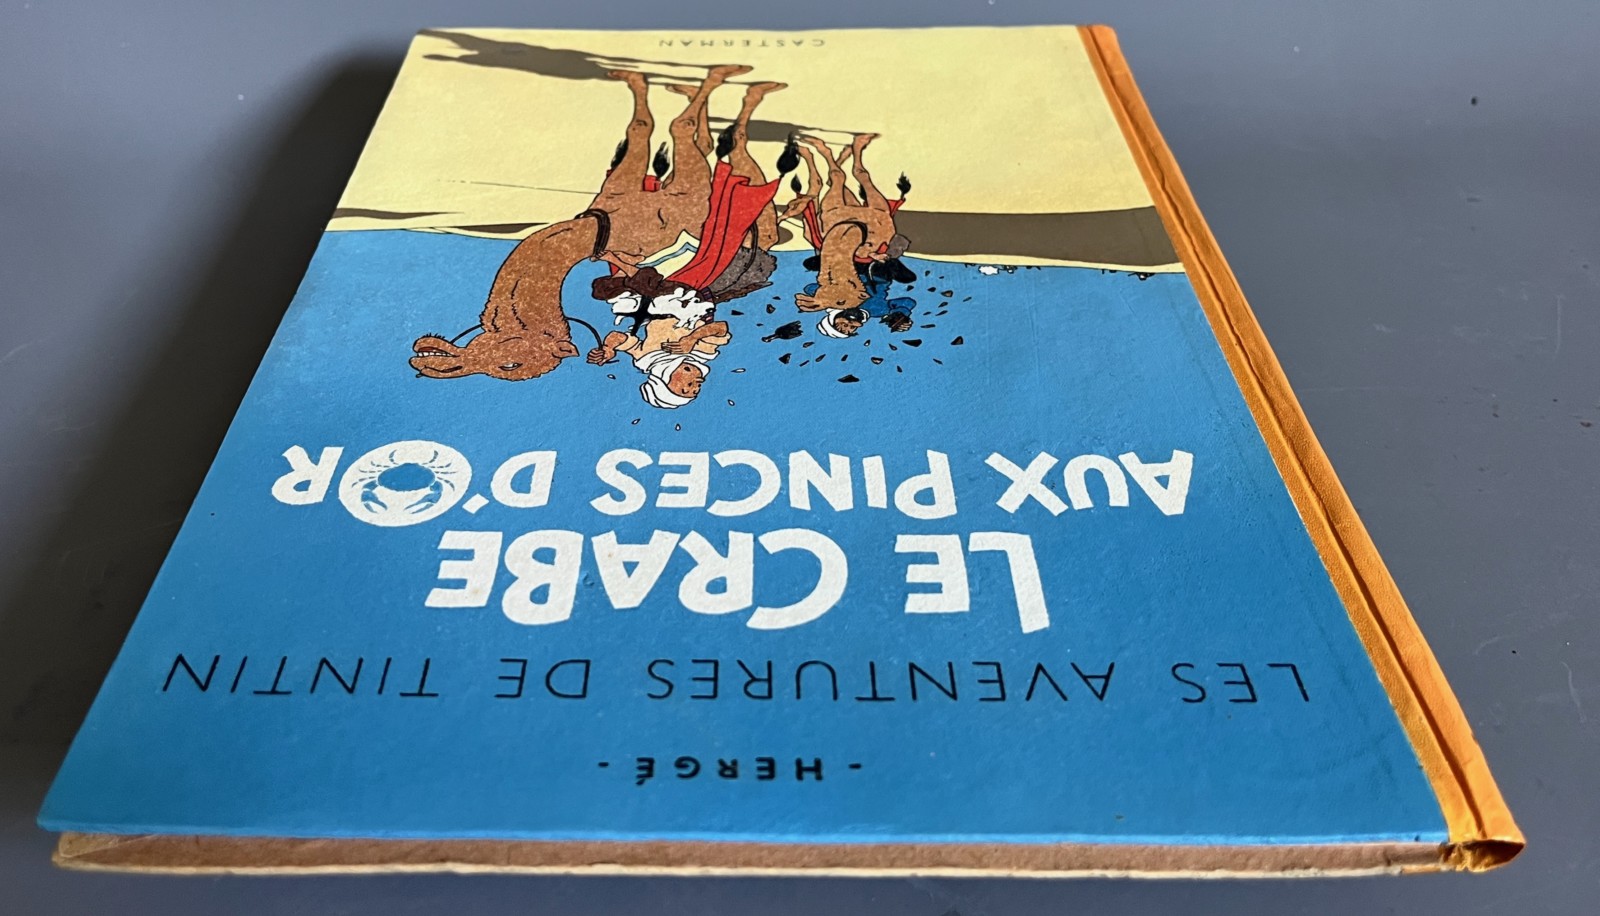 - HERGÉ -
LES AVENTURES DE TINTIN
LE CRABE
AUX PINCES D'OR
CASTERMAN